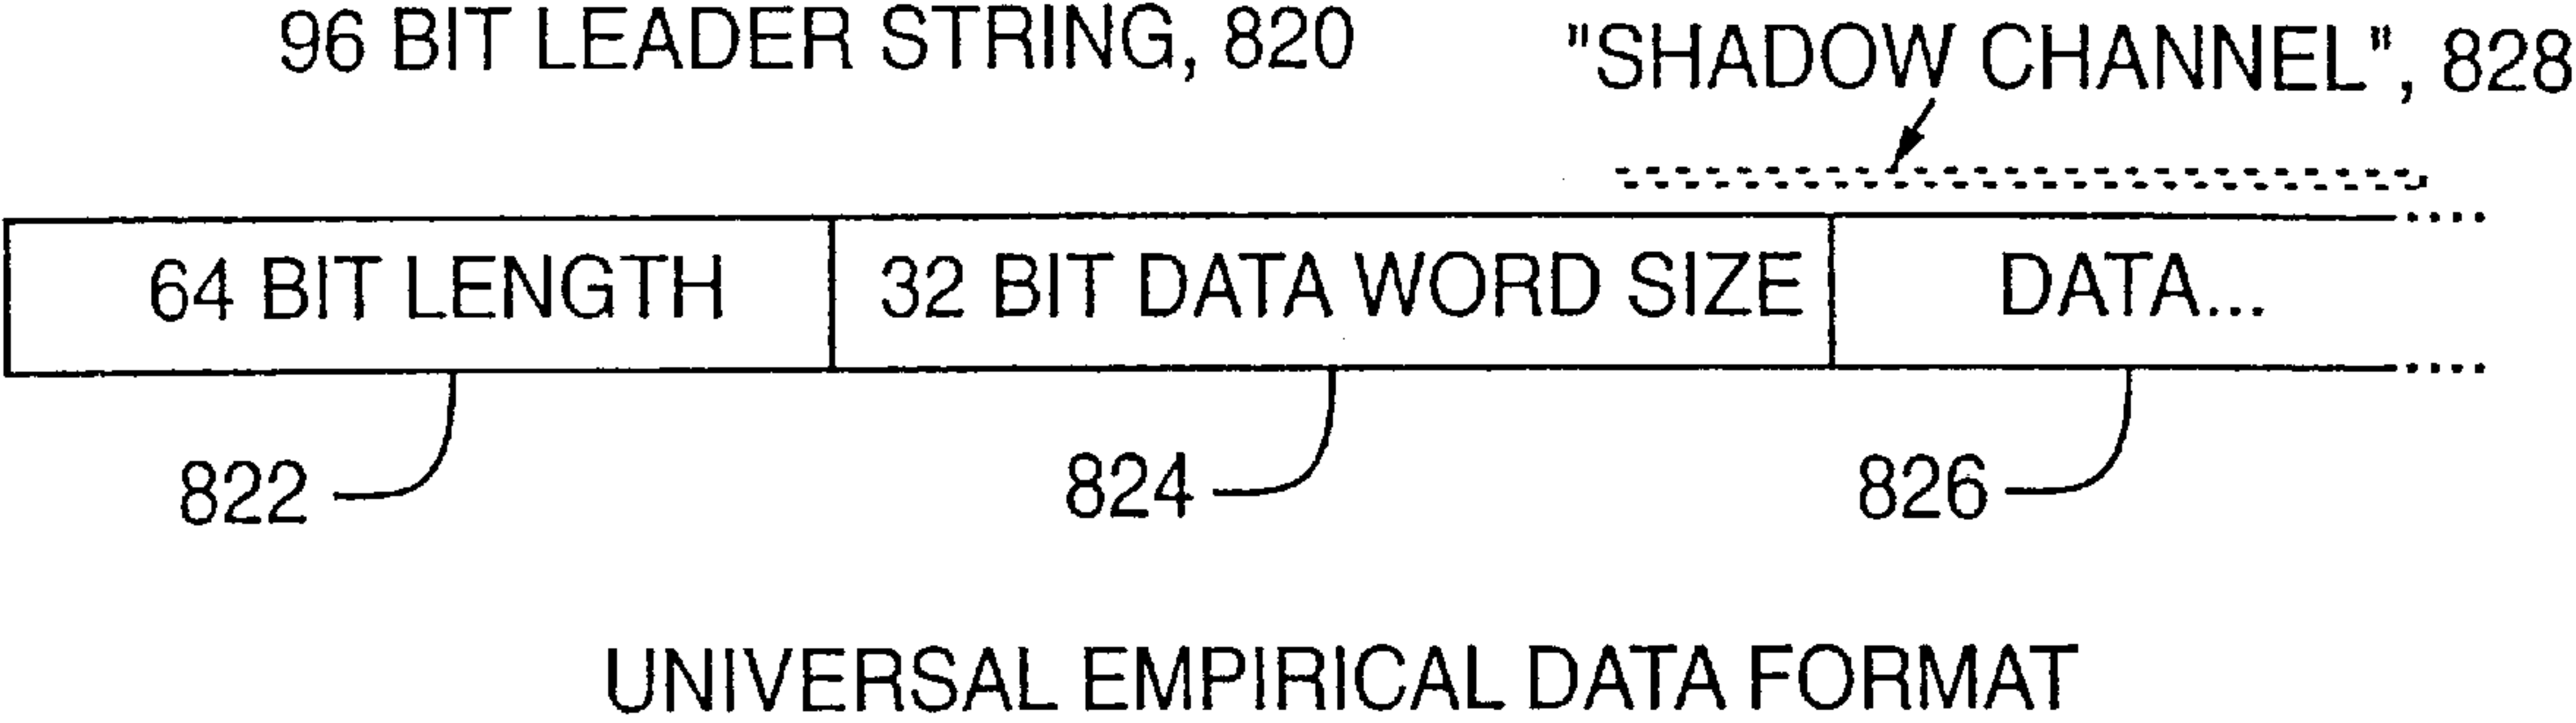 96 BIT LEADER STRING, 820
"SHADOW CHANNEL", 828
64 BIT LENGTH
32 BIT DATA WORD SIZE
DATA...
822
824
826
UNIVERSAL EMPIRICAL DATA FORMAT